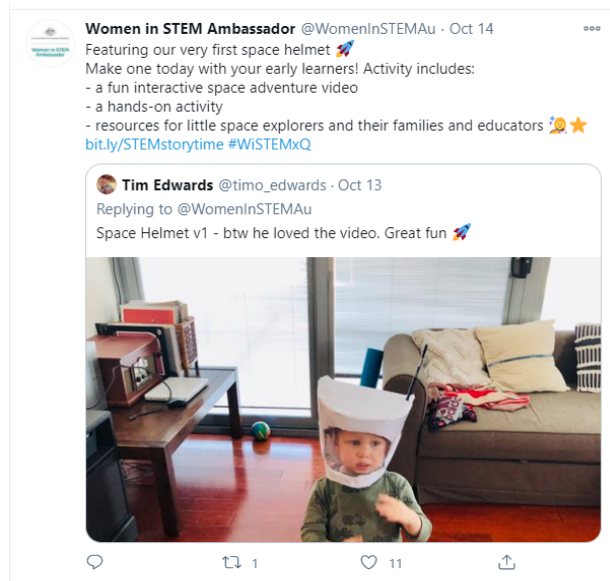 Women in STEM Ambassador @WomenInSTEMAu · Oct 14
Featuring our very first space helmet 🚀
Make one today with your early learners! Activity includes:
- a fun interactive space adventure video
- a hands-on activity
- resources for little space explorers and their families and educators 👩‍🚀⭐
bit.ly/STEMstorytime #WiSTEMxQ
Tim Edwards @timo_edwards · Oct 13
Replying to @WomenInSTEMAu
Space Helmet v1 - btw he loved the video. Great fun 🚀
1
11